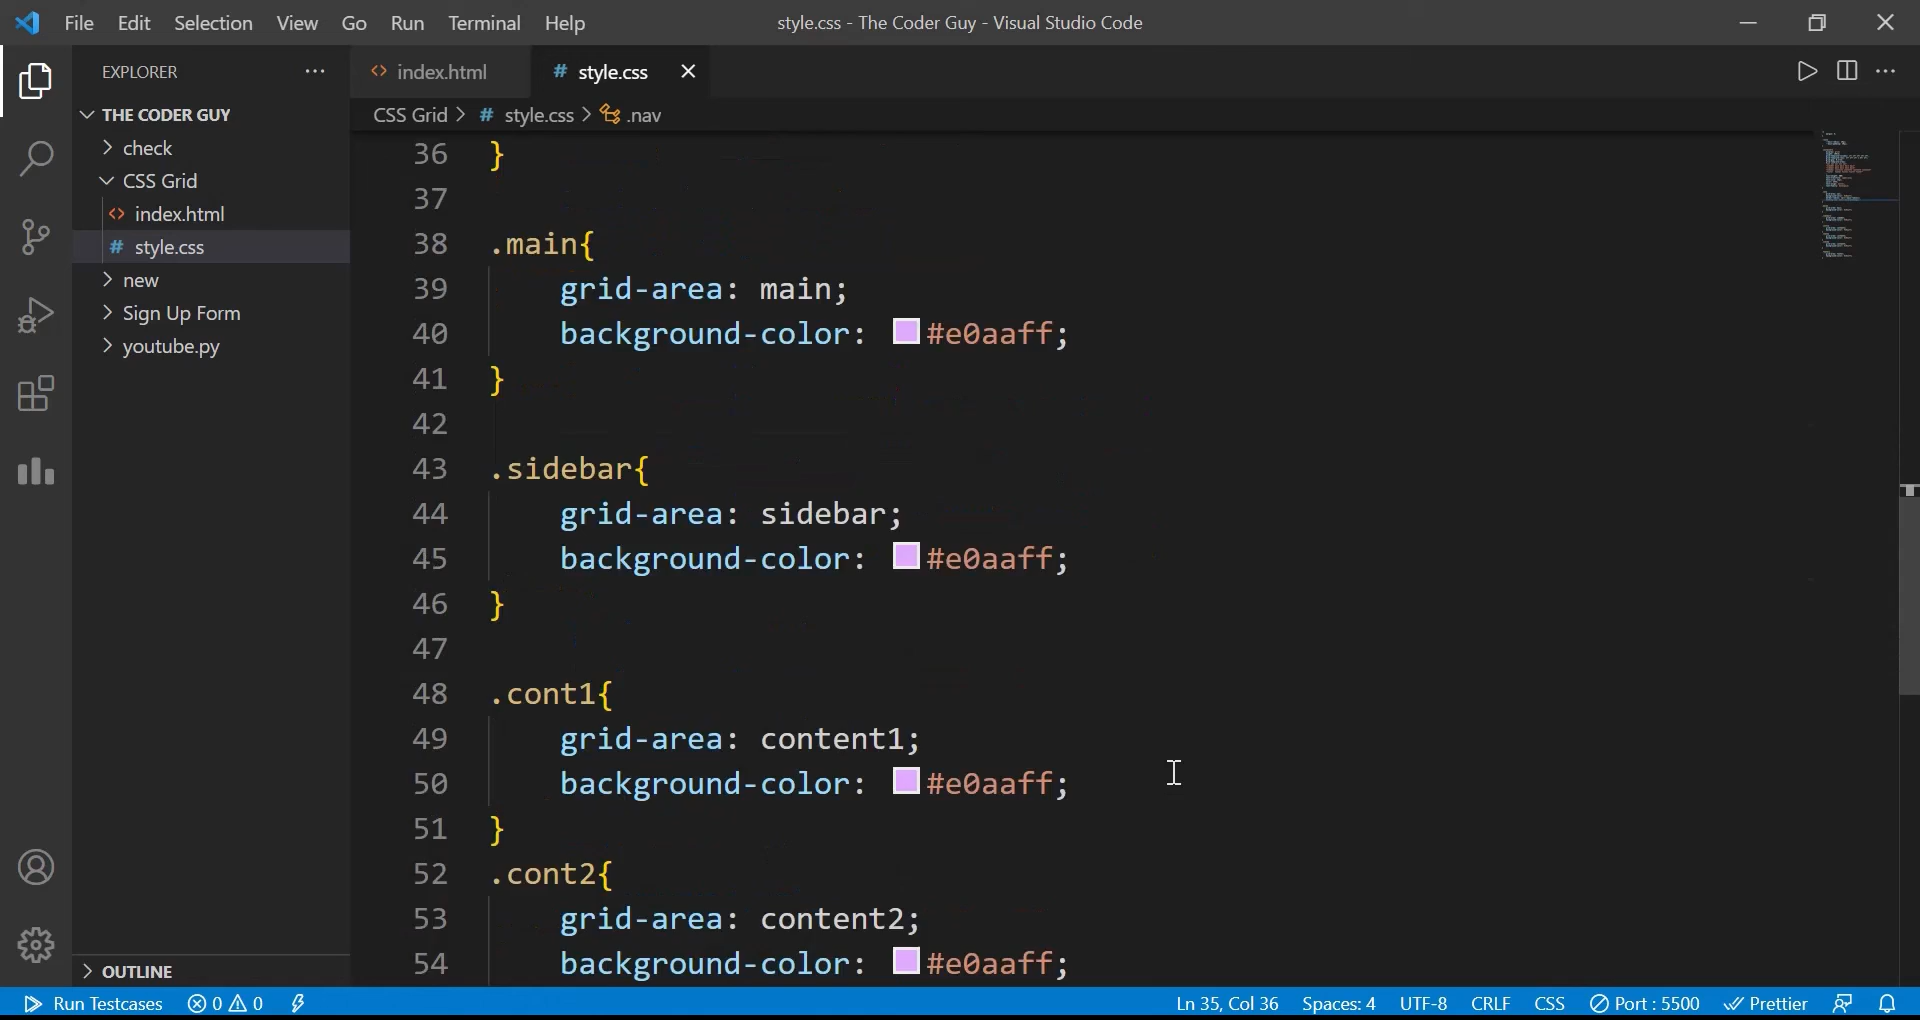 File Edit Selection View Go Run Terminal Help
style.css - The Coder Guy - Visual Studio Code
EXPLORER
THE CODER GUY
check
CSS Grid
index.html
style.css
new
Sign Up Form
youtube.py
OUTLINE
index.html
style.css
CSS Grid > # style.css > .nav
36 }
37
38 .main{
39 grid-area: main;
40 background-color: #e0aaff;
41 }
42
43 .sidebar{
44 grid-area: sidebar;
45 background-color: #e0aaff;
46 }
47
48 .cont1{
49 grid-area: content1;
50 background-color: #e0aaff;
51 }
52 .cont2{
53 grid-area: content2;
54 background-color: #e0aaff;
Run Testcases 0 0 Ln 35, Col 36 Spaces: 4 UTF-8 CRLF CSS Port : 5500 Prettier